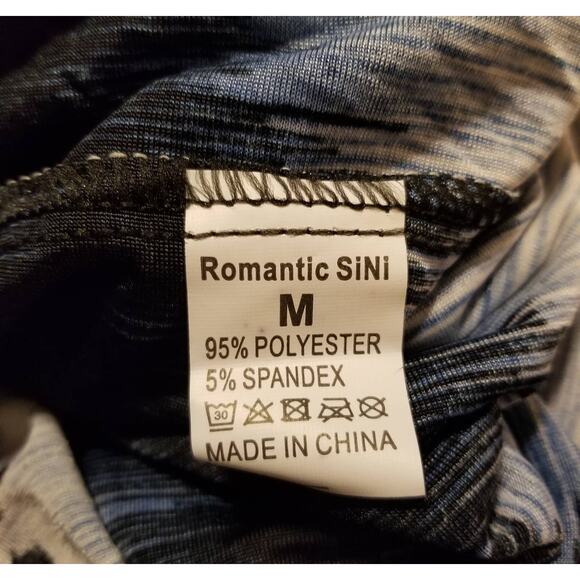 Romantic SiNi
M
95% POLYESTER
5% SPANDEX
30
MADE IN CHINA